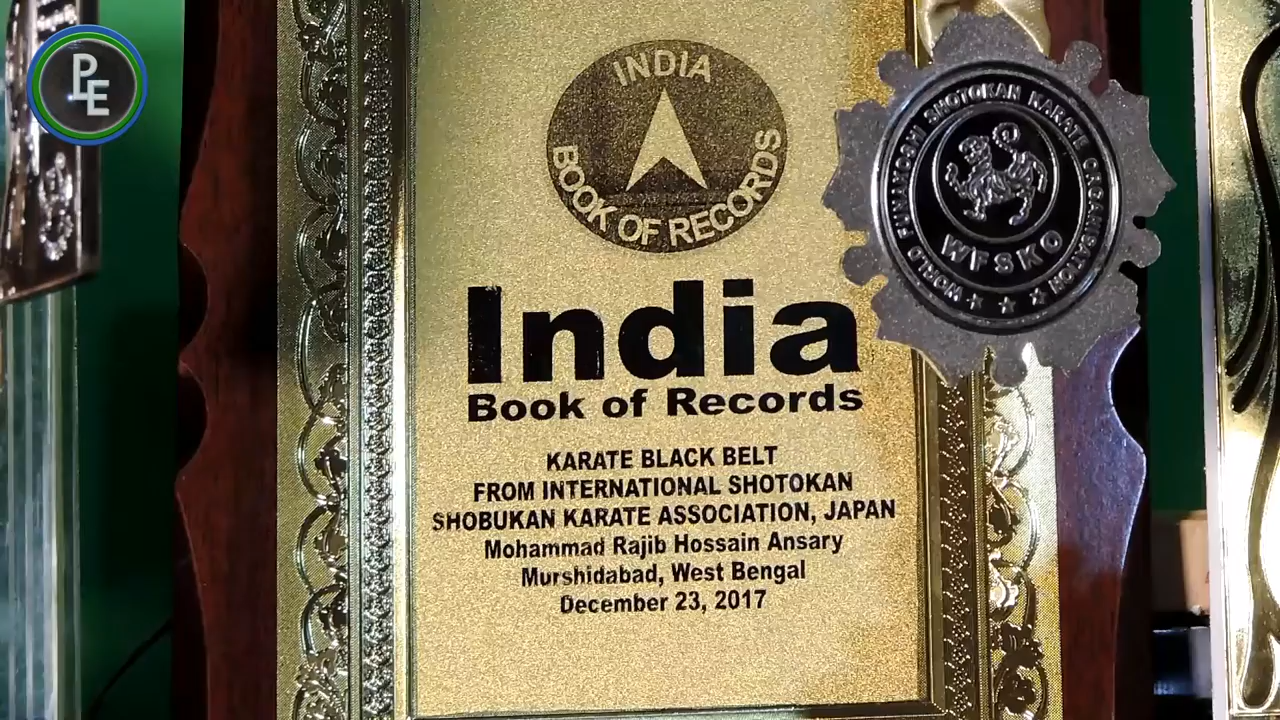 PE
INDIA
BOOK OF RECORDS
India
Book of Records
KARATE BLACK BELT
FROM INTERNATIONAL SHOTOKAN
SHOBUKAN KARATE ASSOCIATION, JAPAN
Mohammad Rajib Hossain Ansary
Murshidabad, West Bengal
December 23, 2017
WORLD FUNAKOSHI SHOTOKAN KARATE ORGANISATION
WFSKO